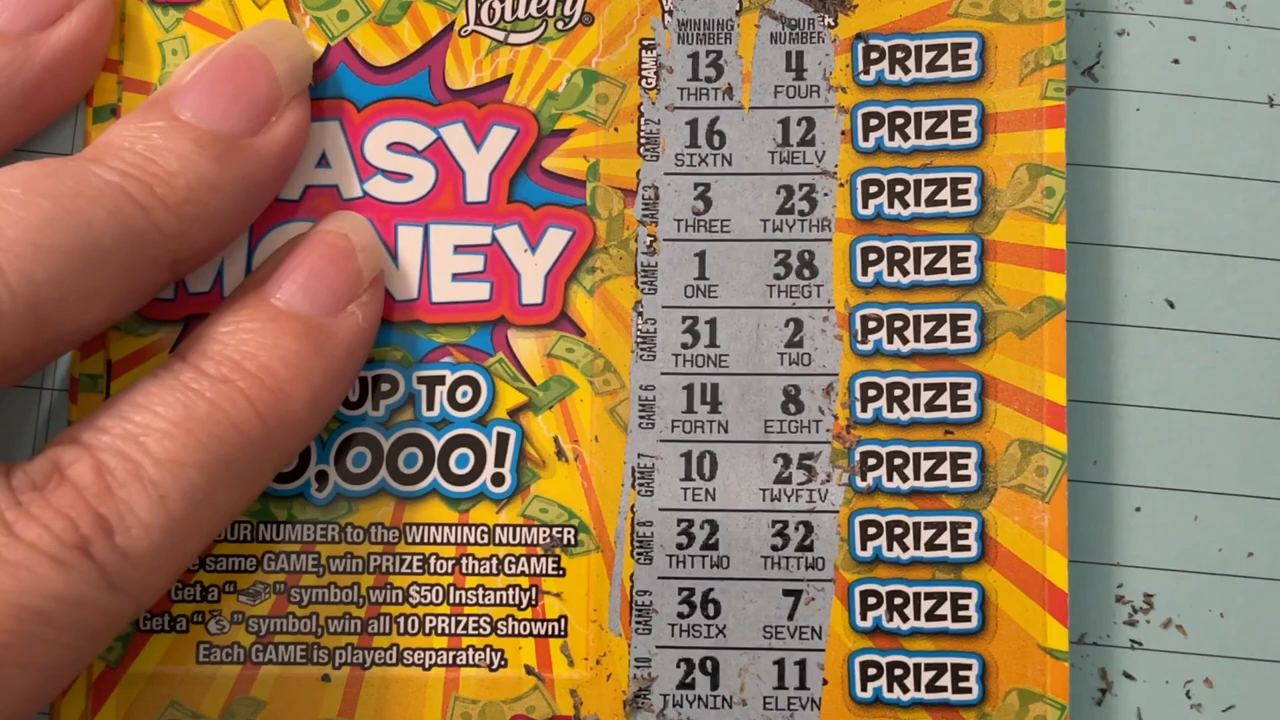 Lottery®
ASY
MONEY
UP TO
0,000!
OUR NUMBER to the WINNING NUMBER
same GAME, win PRIZE for that GAME.
Get a " " symbol, win $50 Instantly!
Get a " " symbol, win all 10 PRIZES shown!
Each GAME is played separately.
WINNING NUMBER YOUR NUMBER
GAME 1 13 THRTN 4 FOUR PRIZE
GAME 2 16 SIXTN 12 TWELV PRIZE
GAME 3 3 THREE 23 TWYTHR PRIZE
GAME 4 1 ONE 38 THEGT PRIZE
GAME 5 31 THONE 2 TWO PRIZE
GAME 6 14 FORTN 8 EIGHT PRIZE
GAME 7 10 TEN 25 TWYFIV PRIZE
GAME 8 32 THTTWO 32 THTTWO PRIZE
GAME 9 36 THSIX 7 SEVEN PRIZE
GAME 10 29 TWYNIN 11 ELEVN PRIZE